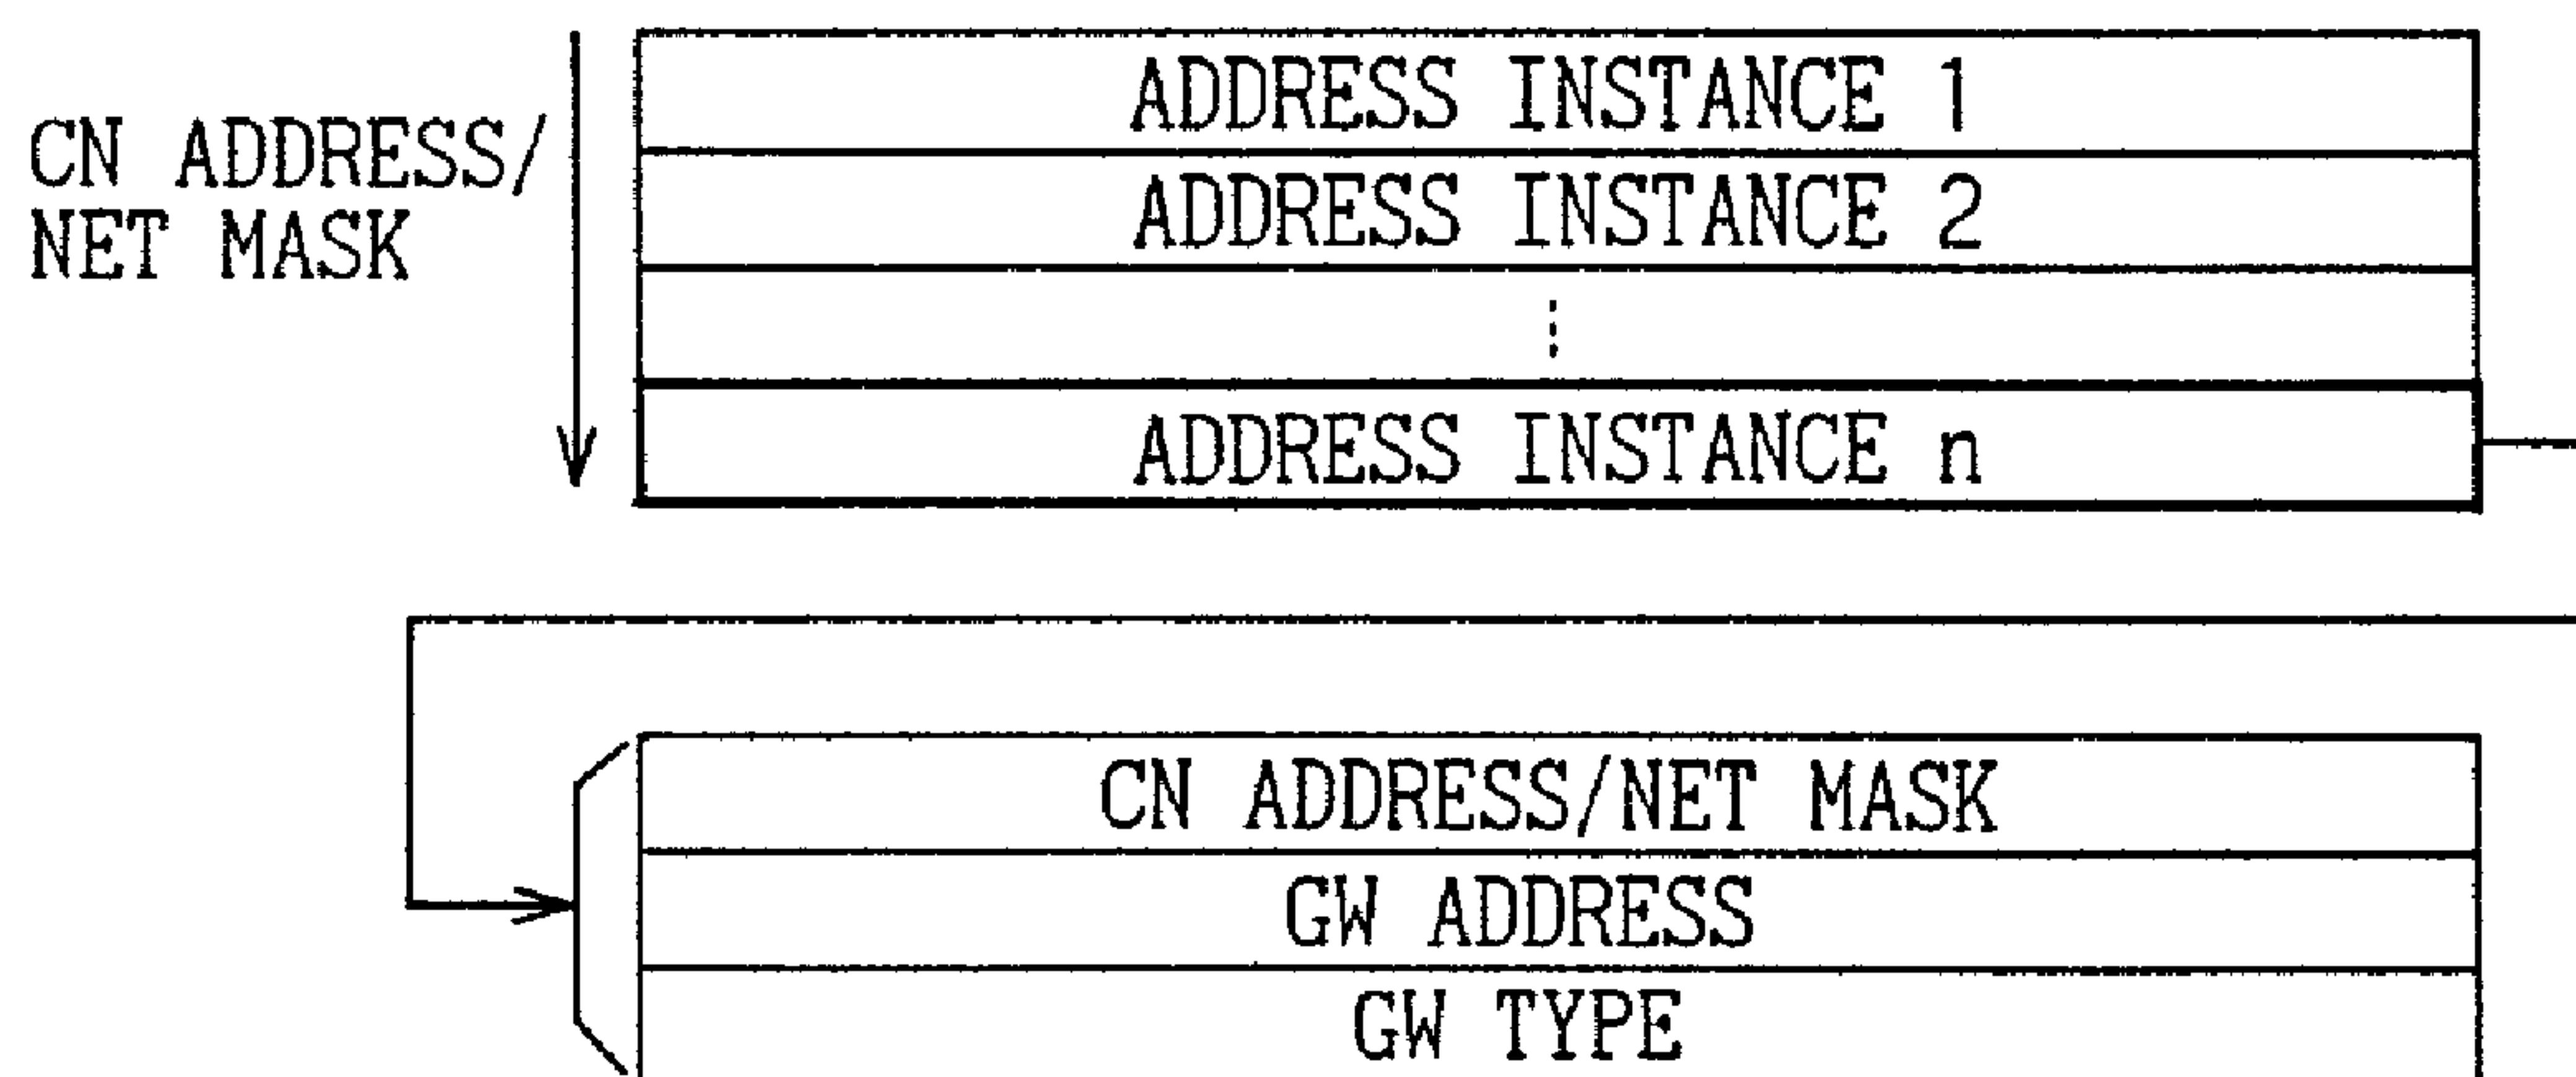 CN ADDRESS/
NET MASK
ADDRESS INSTANCE 1
ADDRESS INSTANCE 2
ADDRESS INSTANCE n
CN ADDRESS/NET MASK
GW ADDRESS
GW TYPE